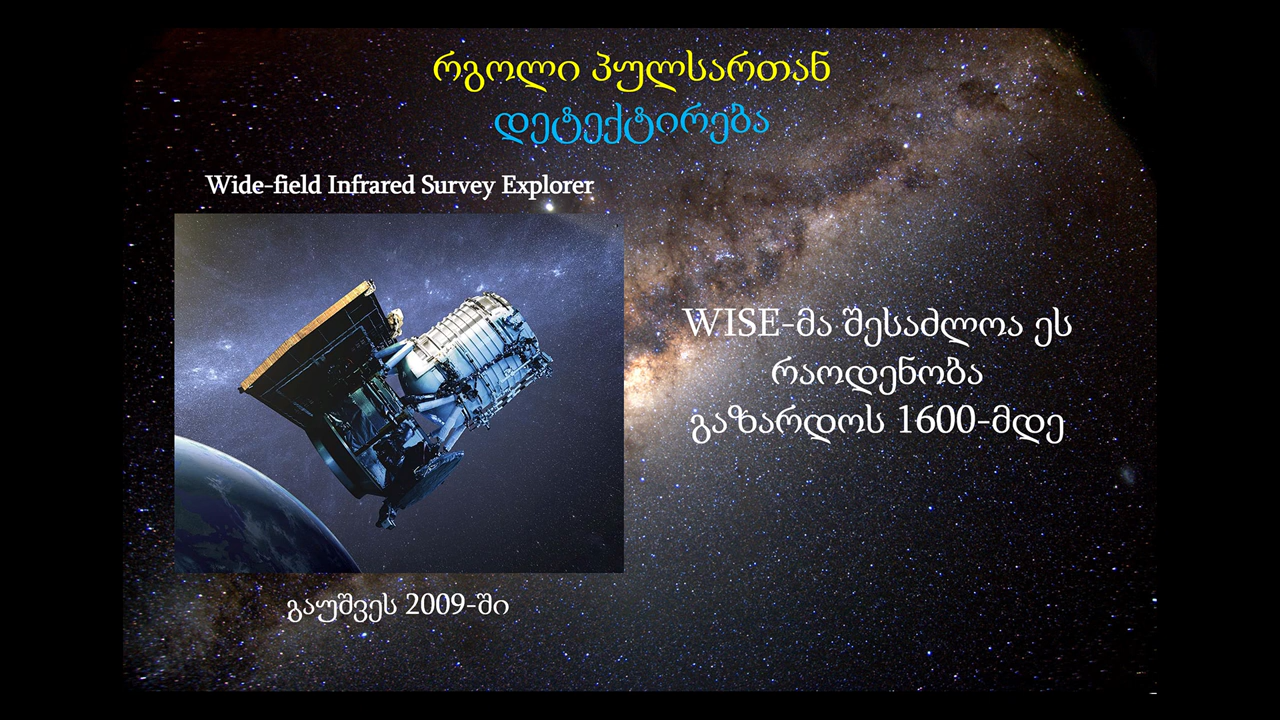 რგოლი პულსართან
დეტექტირება
Wide-field Infrared Survey Explorer
WISE-მა შესაძლოა ეს
რაოდენობა
გაზარდოს 1600-მდე
გაუშვეს 2009-ში